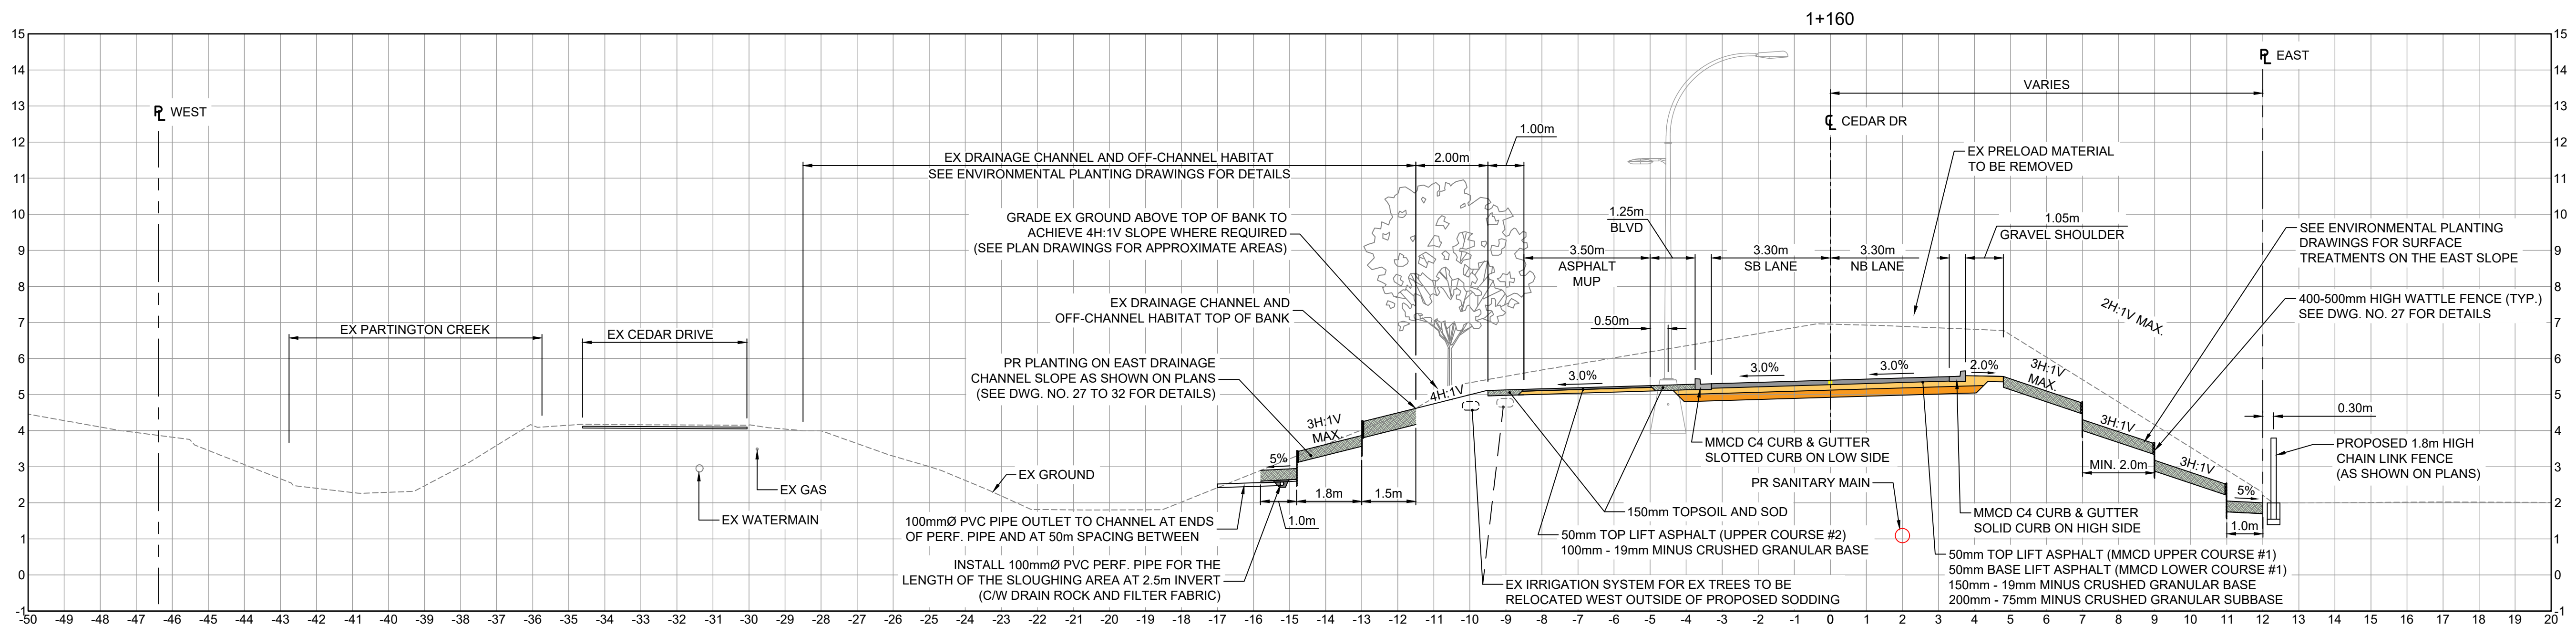 1+160
15
14
13
12
11
10
9
8
7
6
5
4
3
2
1
0
-1
15
14
13
12
11
10
9
8
7
6
5
4
3
2
1
0
-1
PL WEST
PL EAST
VARIES
CL CEDAR DR
1.00m
EX DRAINAGE CHANNEL AND OFF-CHANNEL HABITAT
SEE ENVIRONMENTAL PLANTING DRAWINGS FOR DETAILS
2.00m
EX PRELOAD MATERIAL
TO BE REMOVED
GRADE EX GROUND ABOVE TOP OF BANK TO
ACHIEVE 4H:1V SLOPE WHERE REQUIRED
(SEE PLAN DRAWINGS FOR APPROXIMATE AREAS)
1.25m
BLVD
3.50m
ASPHALT
MUP
3.30m
SB LANE
3.30m
NB LANE
1.05m
GRAVEL SHOULDER
SEE ENVIRONMENTAL PLANTING
DRAWINGS FOR SURFACE
TREATMENTS ON THE EAST SLOPE
EX DRAINAGE CHANNEL AND
OFF-CHANNEL HABITAT TOP OF BANK
0.50m
2H:1V MAX.
400-500mm HIGH WATTLE FENCE (TYP.)
SEE DWG. NO. 27 FOR DETAILS
EX PARTINGTON CREEK
EX CEDAR DRIVE
PR PLANTING ON EAST DRAINAGE
CHANNEL SLOPE AS SHOWN ON PLANS
(SEE DWG. NO. 27 TO 32 FOR DETAILS)
4H:1V
3.0%
3.0%
3.0%
2.0%
3H:1V
MAX.
3H:1V
MAX.
3H:1V
3H:1V
0.30m
5%
5%
MMCD C4 CURB & GUTTER
SLOTTED CURB ON LOW SIDE
MIN. 2.0m
PROPOSED 1.8m HIGH
CHAIN LINK FENCE
(AS SHOWN ON PLANS)
EX GROUND
EX GAS
EX WATERMAIN
1.8m
1.5m
1.0m
PR SANITARY MAIN
150mm TOPSOIL AND SOD
MMCD C4 CURB & GUTTER
SOLID CURB ON HIGH SIDE
1.0m
100mmØ PVC PIPE OUTLET TO CHANNEL AT ENDS
OF PERF. PIPE AND AT 50m SPACING BETWEEN
50mm TOP LIFT ASPHALT (UPPER COURSE #2)
100mm - 19mm MINUS CRUSHED GRANULAR BASE
INSTALL 100mmØ PVC PERF. PIPE FOR THE
LENGTH OF THE SLOUGHING AREA AT 2.5m INVERT
(C/W DRAIN ROCK AND FILTER FABRIC)
EX IRRIGATION SYSTEM FOR EX TREES TO BE
RELOCATED WEST OUTSIDE OF PROPOSED SODDING
50mm TOP LIFT ASPHALT (MMCD UPPER COURSE #1)
50mm BASE LIFT ASPHALT (MMCD LOWER COURSE #1)
150mm - 19mm MINUS CRUSHED GRANULAR BASE
200mm - 75mm MINUS CRUSHED GRANULAR SUBBASE
-50 -49 -48 -47 -46 -45 -44 -43 -42 -41 -40 -39 -38 -37 -36 -35 -34 -33 -32 -31 -30 -29 -28 -27 -26 -25 -24 -23 -22 -21 -20 -19 -18 -17 -16 -15 -14 -13 -12 -11 -10 -9 -8 -7 -6 -5 -4 -3 -2 -1 0 1 2 3 4 5 6 7 8 9 10 11 12 13 14 15 16 17 18 19 20